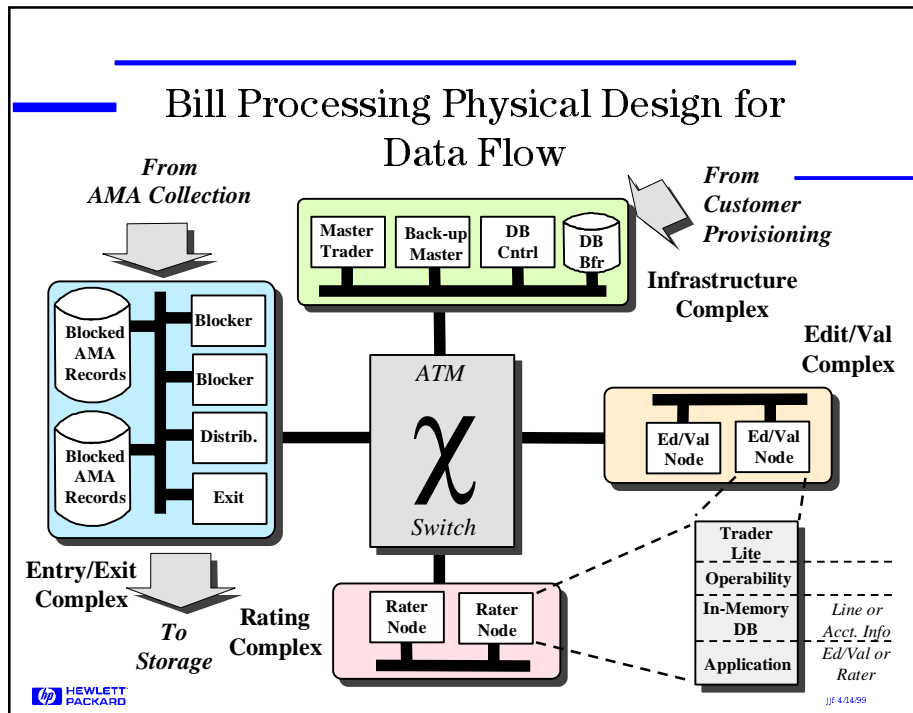 Bill Processing Physical Design for
Data Flow
From
AMA Collection
From
Customer
Provisioning
Master
Trader
Back-up
Master
DB
Cntrl
DB
Bfr
Infrastructure
Complex
Blocked
AMA
Records
Blocker
Blocker
Blocked
AMA
Records
Distrib.
Exit
ATM
χ
Switch
Edit/Val
Complex
Ed/Val
Node
Ed/Val
Node
Entry/Exit
Complex
To
Storage
Rating
Complex
Rater
Node
Rater
Node
Trader
Lite
Operability
In-Memory
DB
Application
Line or
Acct. Info
Ed/Val or
Rater
hp HEWLETT
PACKARD
jjf 4/14/99